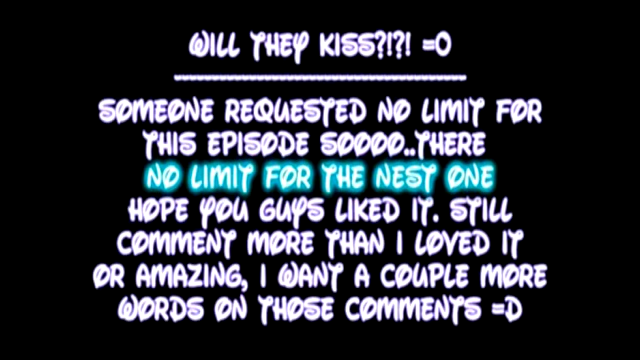 WILL THEY KISS?!?! =O
SOMEONE REQUESTED NO LIMIT FOR
THIS EPISODE SOOOO..THERE
NO LIMIT FOR THE NEST ONE
HOPE YOU GUYS LIKED IT. STILL
COMMENT MORE THAN I LOVED IT
OR AMAZING, I WANT A COUPLE MORE
WORDS ON THOSE COMMENTS =D